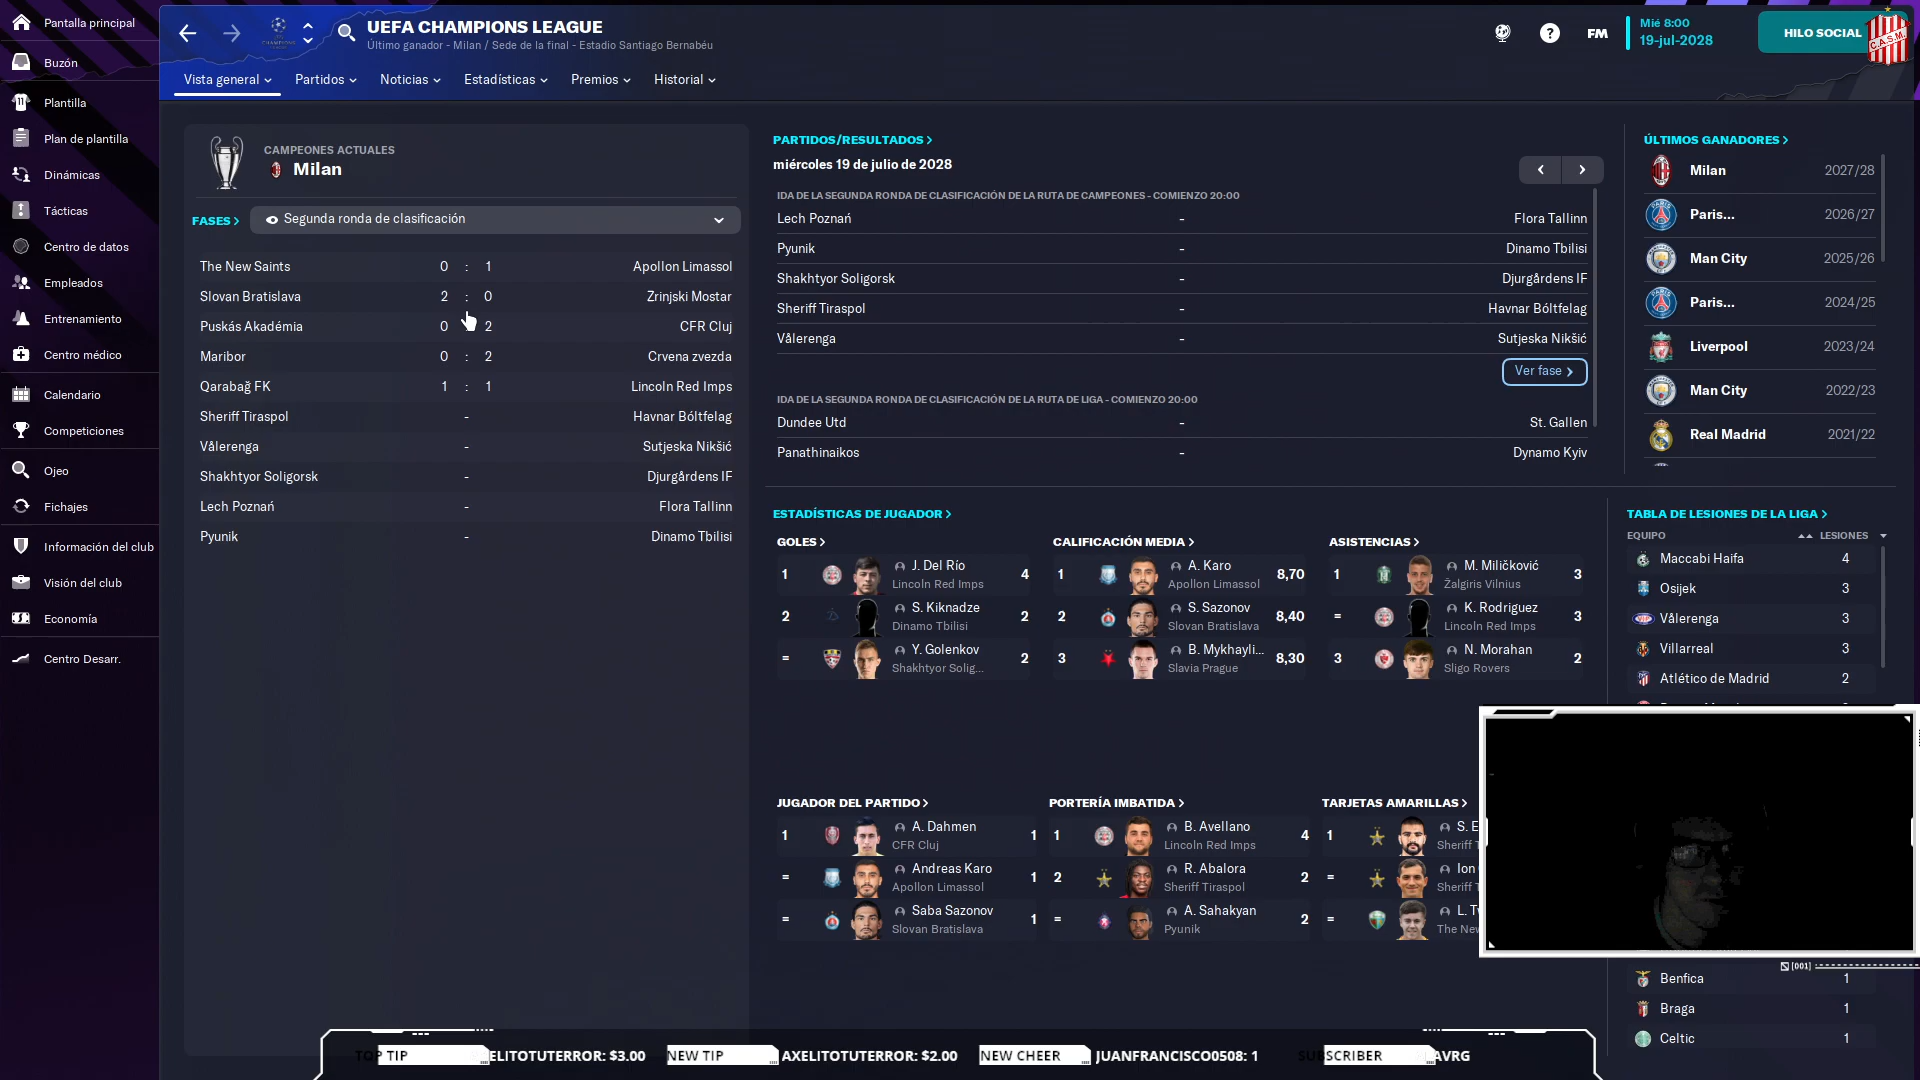 Pantalla principal
Buzón
Plantilla
Plan de plantilla
Dinámicas
Tácticas
Centro de datos
Empleados
Entrenamiento
Centro médico
Calendario
Competiciones
Ojeo
Fichajes
Información del club
Visión del club
Economía
Centro Desarr.
UEFA CHAMPIONS LEAGUE
Último ganador - Milan / Sede de la final - Estadio Santiago Bernabéu
FM
Mié 8:00
19-jul-2028
HILO SOCIAL
C.A.S.M.
Vista general
Partidos
Noticias
Estadísticas
Premios
Historial
CAMPEONES ACTUALES
Milan
FASES
Segunda ronda de clasificación
The New Saints 0 : 1 Apollon Limassol
Slovan Bratislava 2 : 0 Zrinjski Mostar
Puskás Akadémia 0 : 2 CFR Cluj
Maribor 0 : 2 Crvena zvezda
Qarabağ FK 1 : 1 Lincoln Red Imps
Sheriff Tiraspol - Havnar Bóltfelag
Vålerenga - Sutjeska Nikšić
Shakhtyor Soligorsk - Djurgårdens IF
Lech Poznań - Flora Tallinn
Pyunik - Dinamo Tbilisi
PARTIDOS/RESULTADOS
miércoles 19 de julio de 2028
IDA DE LA SEGUNDA RONDA DE CLASIFICACIÓN DE LA RUTA DE CAMPEONES - COMIENZO 20:00
Lech Poznań - Flora Tallinn
Pyunik - Dinamo Tbilisi
Shakhtyor Soligorsk - Djurgårdens IF
Sheriff Tiraspol - Havnar Bóltfelag
Vålerenga - Sutjeska Nikšić
Ver fase
IDA DE LA SEGUNDA RONDA DE CLASIFICACIÓN DE LA RUTA DE LIGA - COMIENZO 20:00
Dundee Utd - St. Gallen
Panathinaikos - Dynamo Kyiv
ÚLTIMOS GANADORES
Milan 2027/28
Paris... 2026/27
Man City 2025/26
Paris... 2024/25
Liverpool 2023/24
Man City 2022/23
Real Madrid 2021/22
ESTADÍSTICAS DE JUGADOR
GOLES
1 J. Del Río 4
Lincoln Red Imps
2 S. Kiknadze 2
Dinamo Tbilisi
= Y. Golenkov 2
Shakhtyor Solig...
CALIFICACIÓN MEDIA
1 A. Karo 8,70
Apollon Limassol
2 S. Sazonov 8,40
Slovan Bratislava
3 B. Mykhayli... 8,30
Slavia Prague
ASISTENCIAS
1 M. Miličković 3
Žalgiris Vilnius
= K. Rodriguez 3
Lincoln Red Imps
3 N. Morahan 2
Sligo Rovers
TABLA DE LESIONES DE LA LIGA
EQUIPO LESIONES
Maccabi Haifa 4
Osijek 3
Vålerenga 3
Villarreal 3
Atlético de Madrid 2
JUGADOR DEL PARTIDO
1 A. Dahmen 1
CFR Cluj
= Andreas Karo 1
Apollon Limassol
= Saba Sazonov 1
Slovan Bratislava
PORTERÍA IMBATIDA
1 B. Avellano 4
Lincoln Red Imps
2 R. Abalora 2
Sheriff Tiraspol
= A. Sahakyan 2
Pyunik
TARJETAS AMARILLAS
1 S. E
Sheriff T
= Ion
Sheriff T
= L. Tw
The New
[001]
Benfica 1
Braga 1
Celtic 1
TOP TIP
ELITOTUTERROR: $3.00
NEW TIP
AXELITOTUTERROR: $2.00
NEW CHEER
JUANFRANCISCO0508: 1
SUBSCRIBER
AVRG